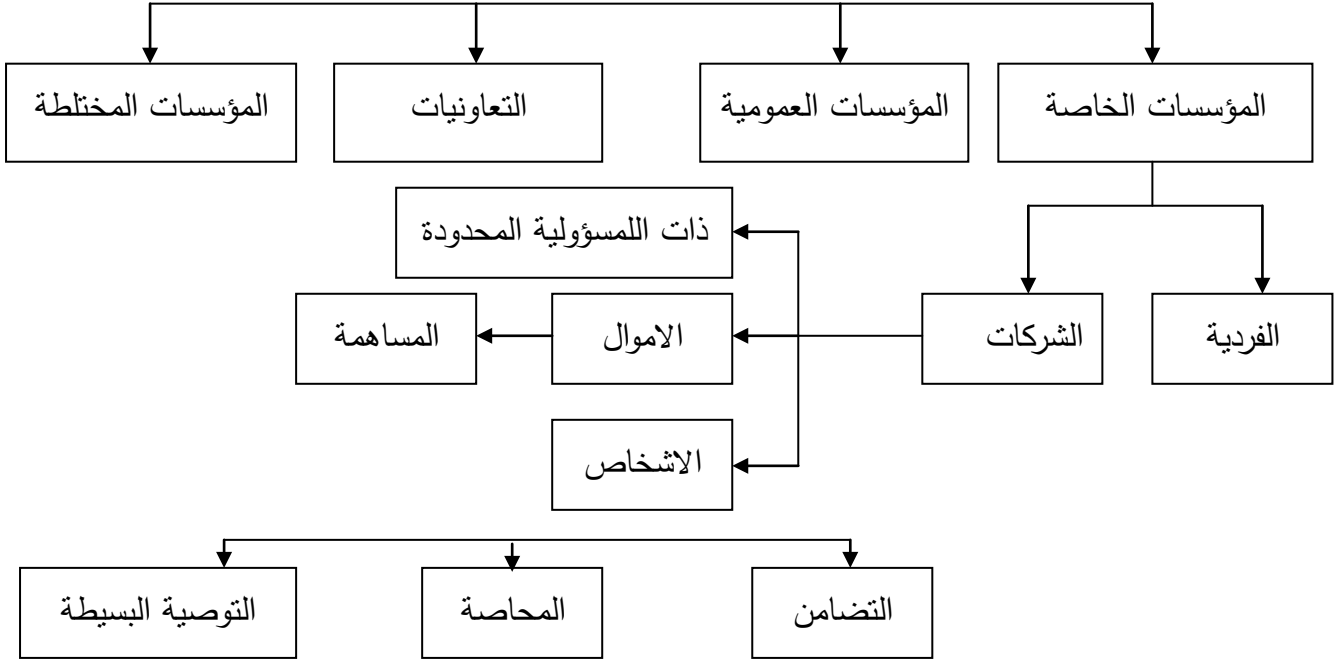 المؤسسات الخاصة
المؤسسات العمومية
التعاونيات
المؤسسات المختلطة
ذات اللمسؤولية المحدودة
الفردية
الشركات
الاموال
المساهمة
الاشخاص
التضامن
المحاصة
التوصية البسيطة